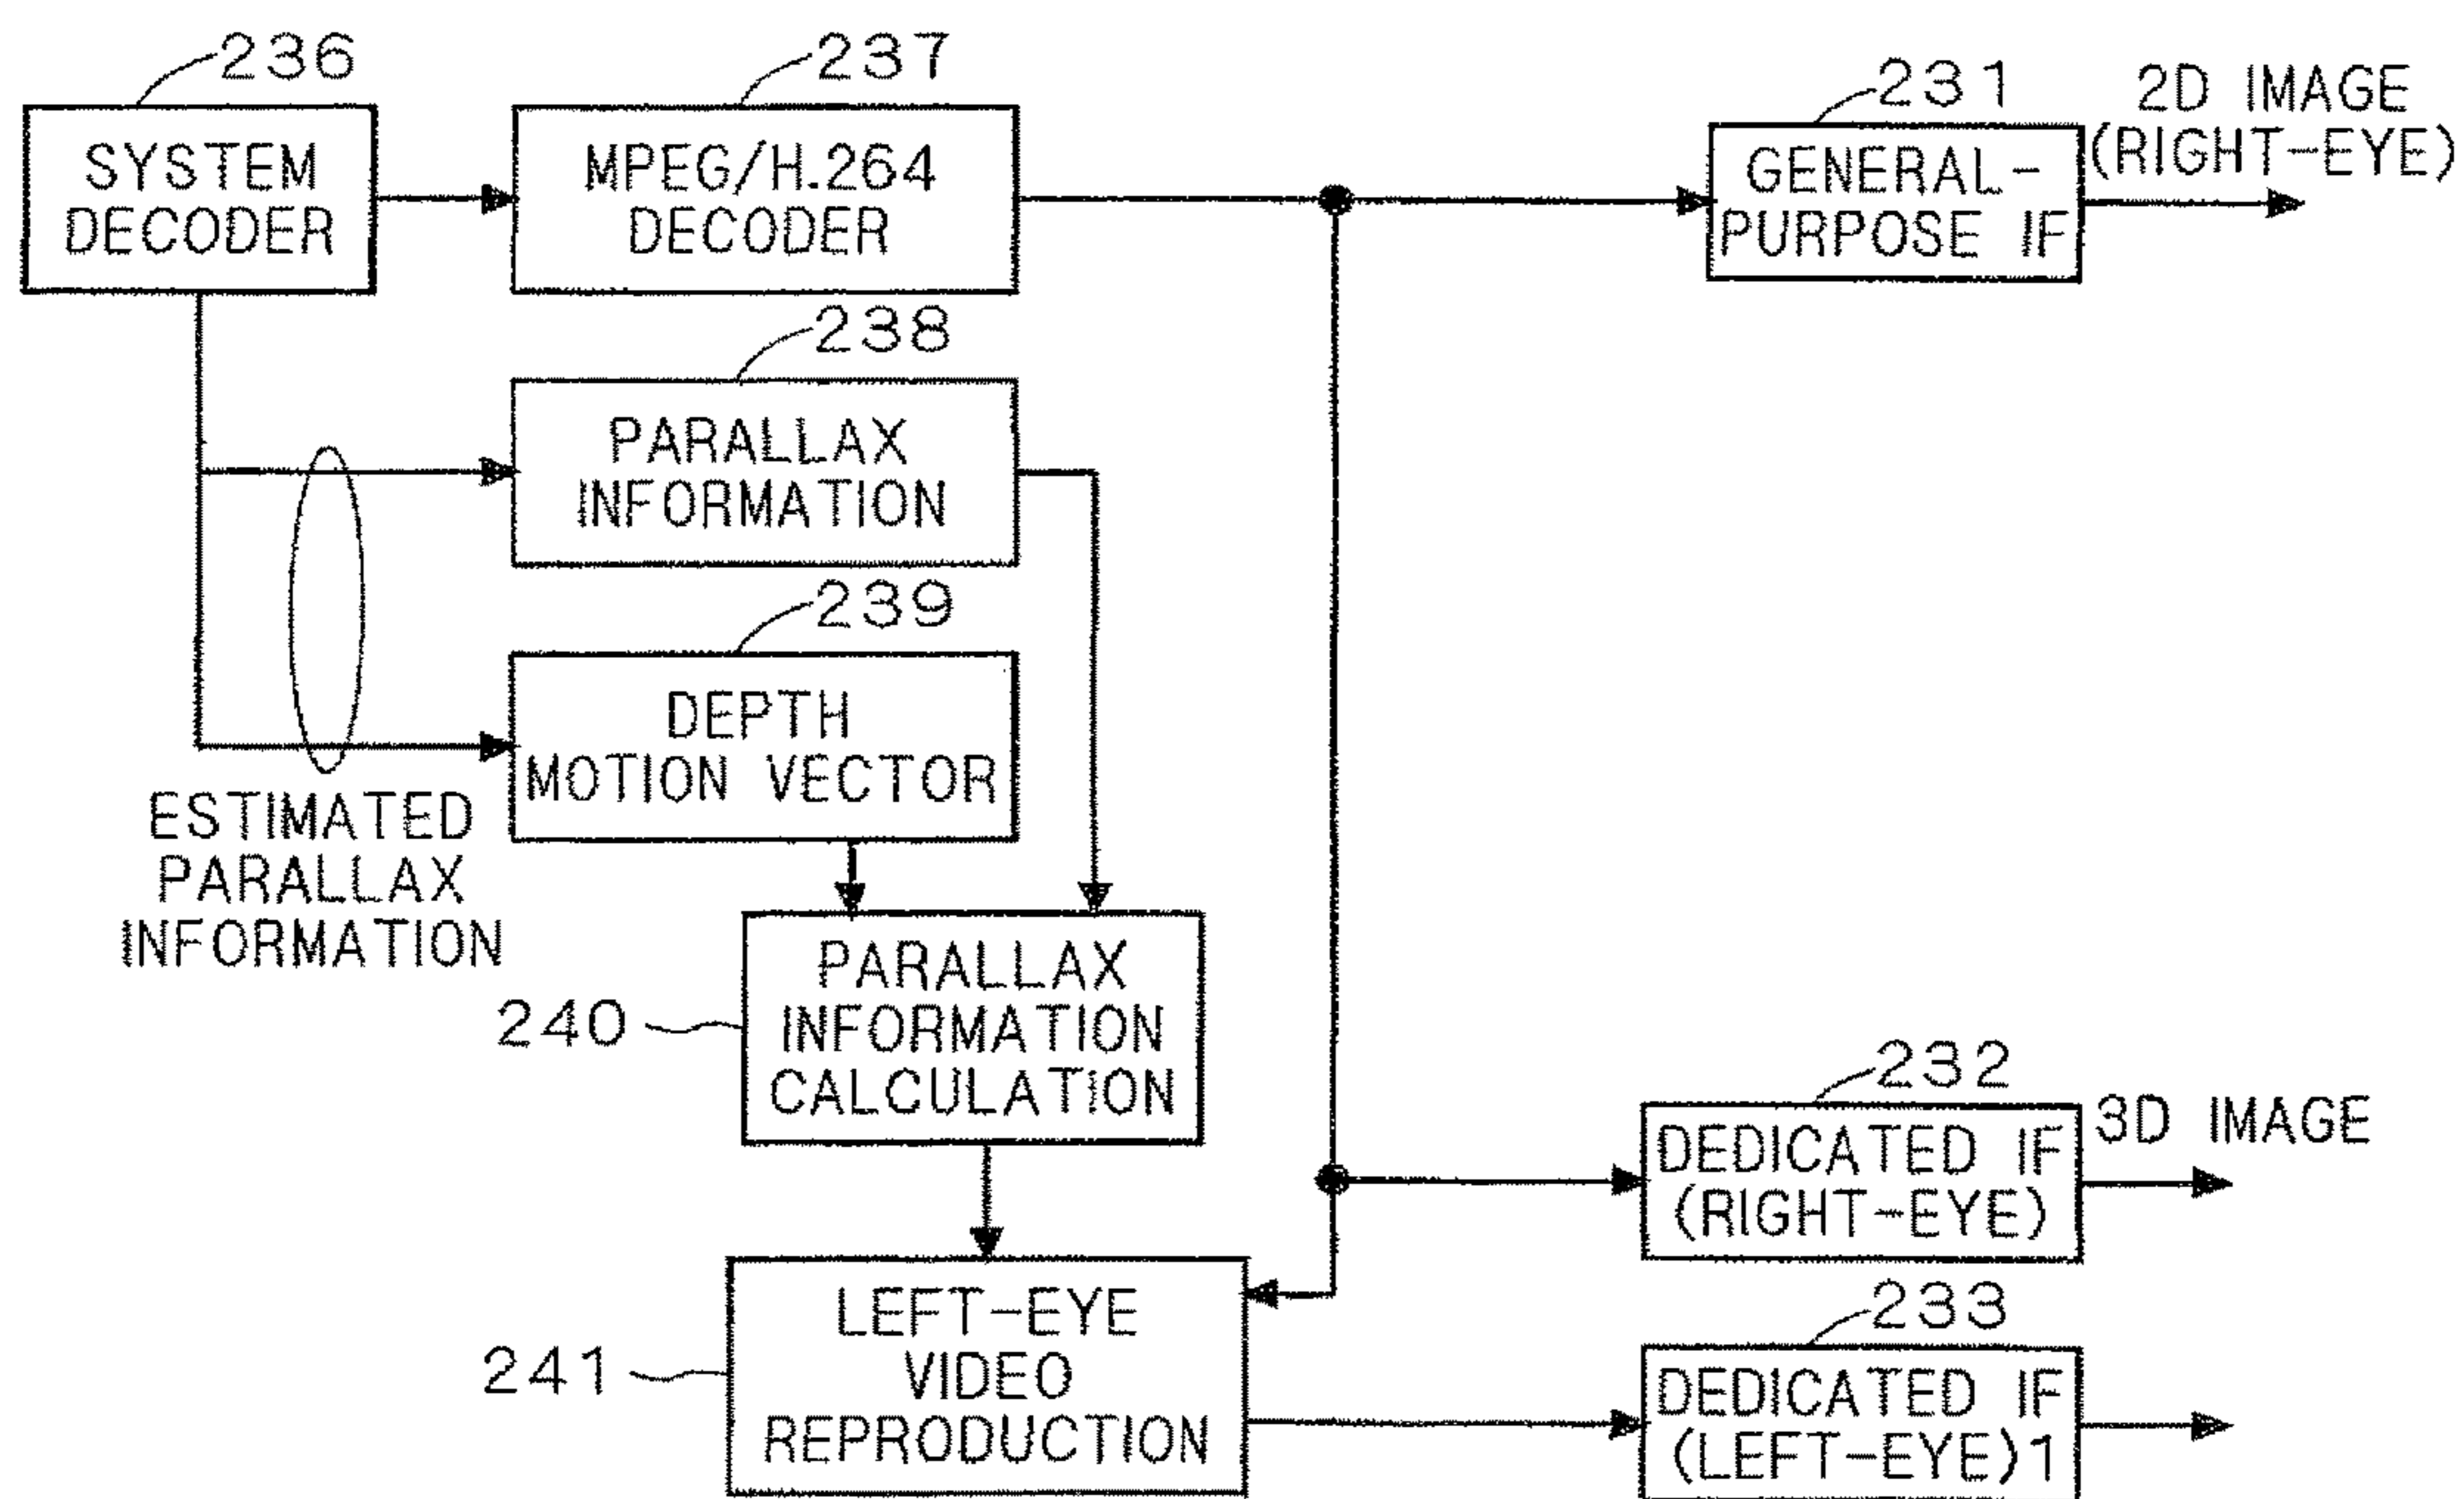 236
SYSTEM
DECODER
237
MPEG/H.264
DECODER
231
GENERAL-
PURPOSE IF
2D IMAGE
(RIGHT-EYE)
238
PARALLAX
INFORMATION
239
DEPTH
MOTION VECTOR
ESTIMATED
PARALLAX
INFORMATION
240
PARALLAX
INFORMATION
CALCULATION
232
DEDICATED IF
(RIGHT-EYE)
3D IMAGE
241
LEFT-EYE
VIDEO
REPRODUCTION
233
DEDICATED IF
(LEFT-EYE)1